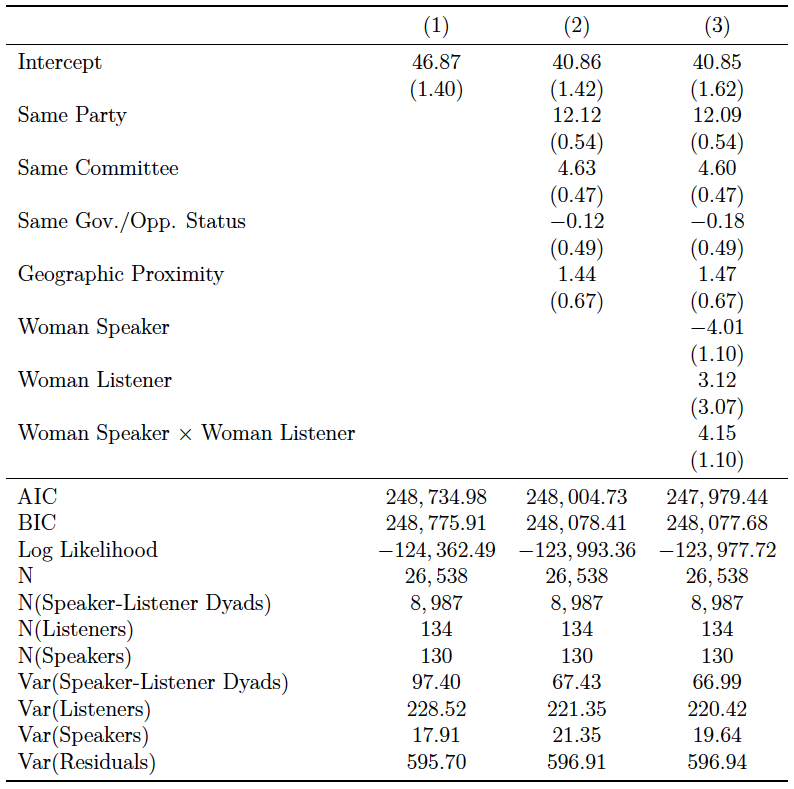 (1) (2) (3)
Intercept 46.87 40.86 40.85
(1.40) (1.42) (1.62)
Same Party 12.12 12.09
(0.54) (0.54)
Same Committee 4.63 4.60
(0.47) (0.47)
Same Gov./Opp. Status −0.12 −0.18
(0.49) (0.49)
Geographic Proximity 1.44 1.47
(0.67) (0.67)
Woman Speaker −4.01
(1.10)
Woman Listener 3.12
(3.07)
Woman Speaker × Woman Listener 4.15
(1.10)
AIC 248,734.98 248,004.73 247,979.44
BIC 248,775.91 248,078.41 248,077.68
Log Likelihood −124,362.49 −123,993.36 −123,977.72
N 26,538 26,538 26,538
N(Speaker-Listener Dyads) 8,987 8,987 8,987
N(Listeners) 134 134 134
N(Speakers) 130 130 130
Var(Speaker-Listener Dyads) 97.40 67.43 66.99
Var(Listeners) 228.52 221.35 220.42
Var(Speakers) 17.91 21.35 19.64
Var(Residuals) 595.70 596.91 596.94